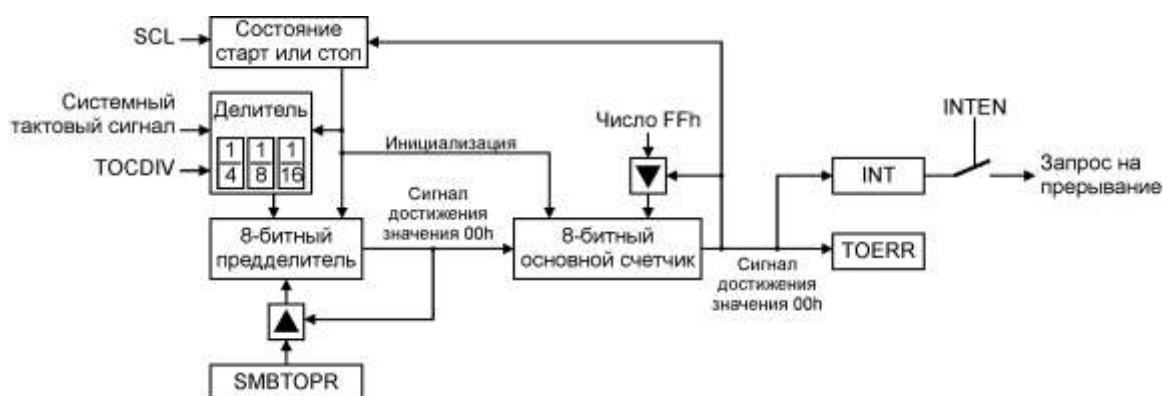 SCL
Состояние
старт или стоп
Системный
тактовый сигнал
TOCDIV
Делитель
1 1 1
4 8 16
Инициализация
Число FFh
INTEN
INT
Запрос на
прерывание
8-битный
предделитель
Сигнал
достижения
значения 00h
8-битный
основной счетчик
Сигнал
достижения
значения 00h
TOERR
SMBTOPR